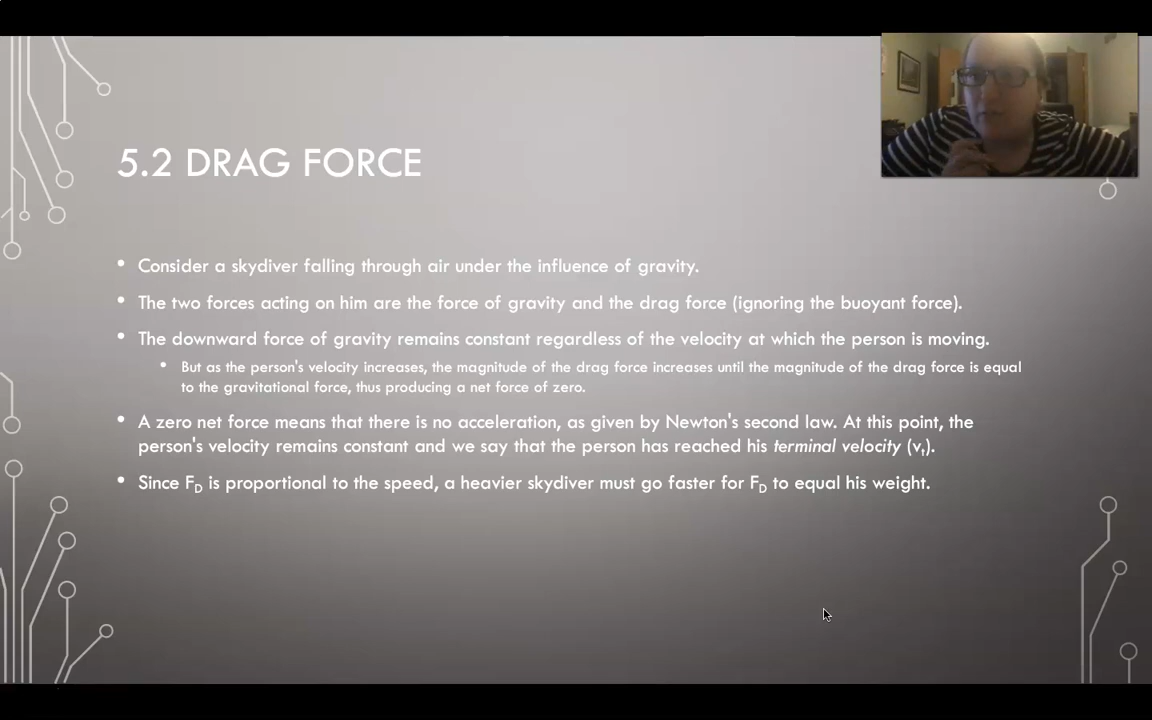 5.2 DRAG FORCE
• Consider a skydiver falling through air under the influence of gravity.
• The two forces acting on him are the force of gravity and the drag force (ignoring the buoyant force).
• The downward force of gravity remains constant regardless of the velocity at which the person is moving.
• But as the person's velocity increases, the magnitude of the drag force increases until the magnitude of the drag force is equal
to the gravitational force, thus producing a net force of zero.
• A zero net force means that there is no acceleration, as given by Newton's second law. At this point, the
person's velocity remains constant and we say that the person has reached his terminal velocity (vt).
• Since FD is proportional to the speed, a heavier skydiver must go faster for FD to equal his weight.